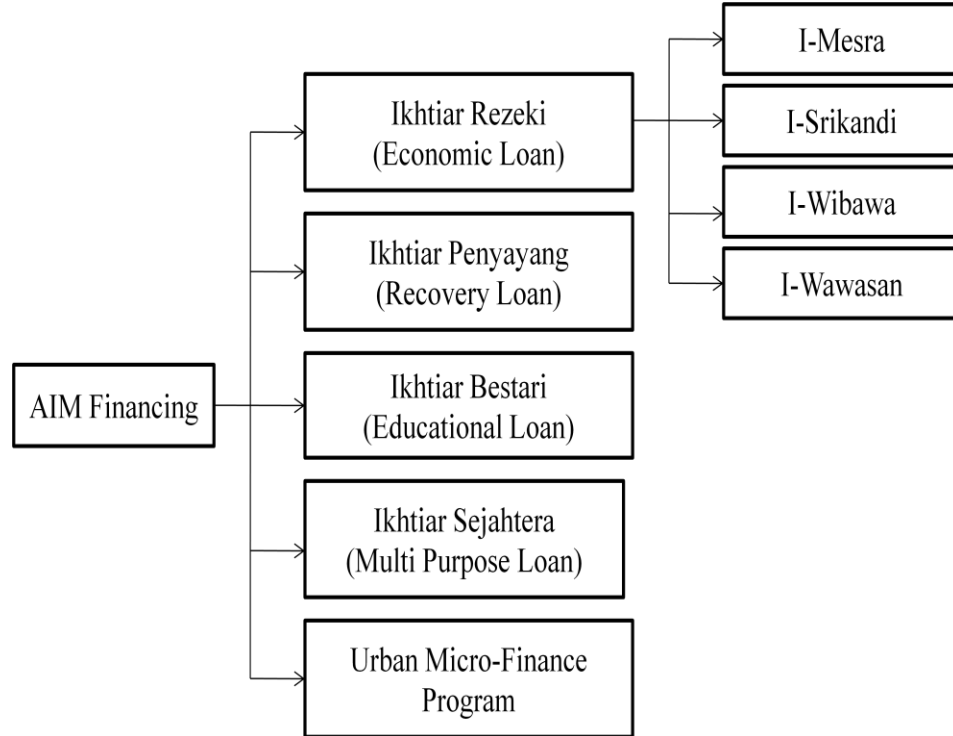 AIM Financing
Ikhtiar Rezeki
(Economic Loan)
Ikhtiar Penyayang
(Recovery Loan)
Ikhtiar Bestari
(Educational Loan)
Ikhtiar Sejahtera
(Multi Purpose Loan)
Urban Micro-Finance
Program
I-Mesra
I-Srikandi
I-Wibawa
I-Wawasan